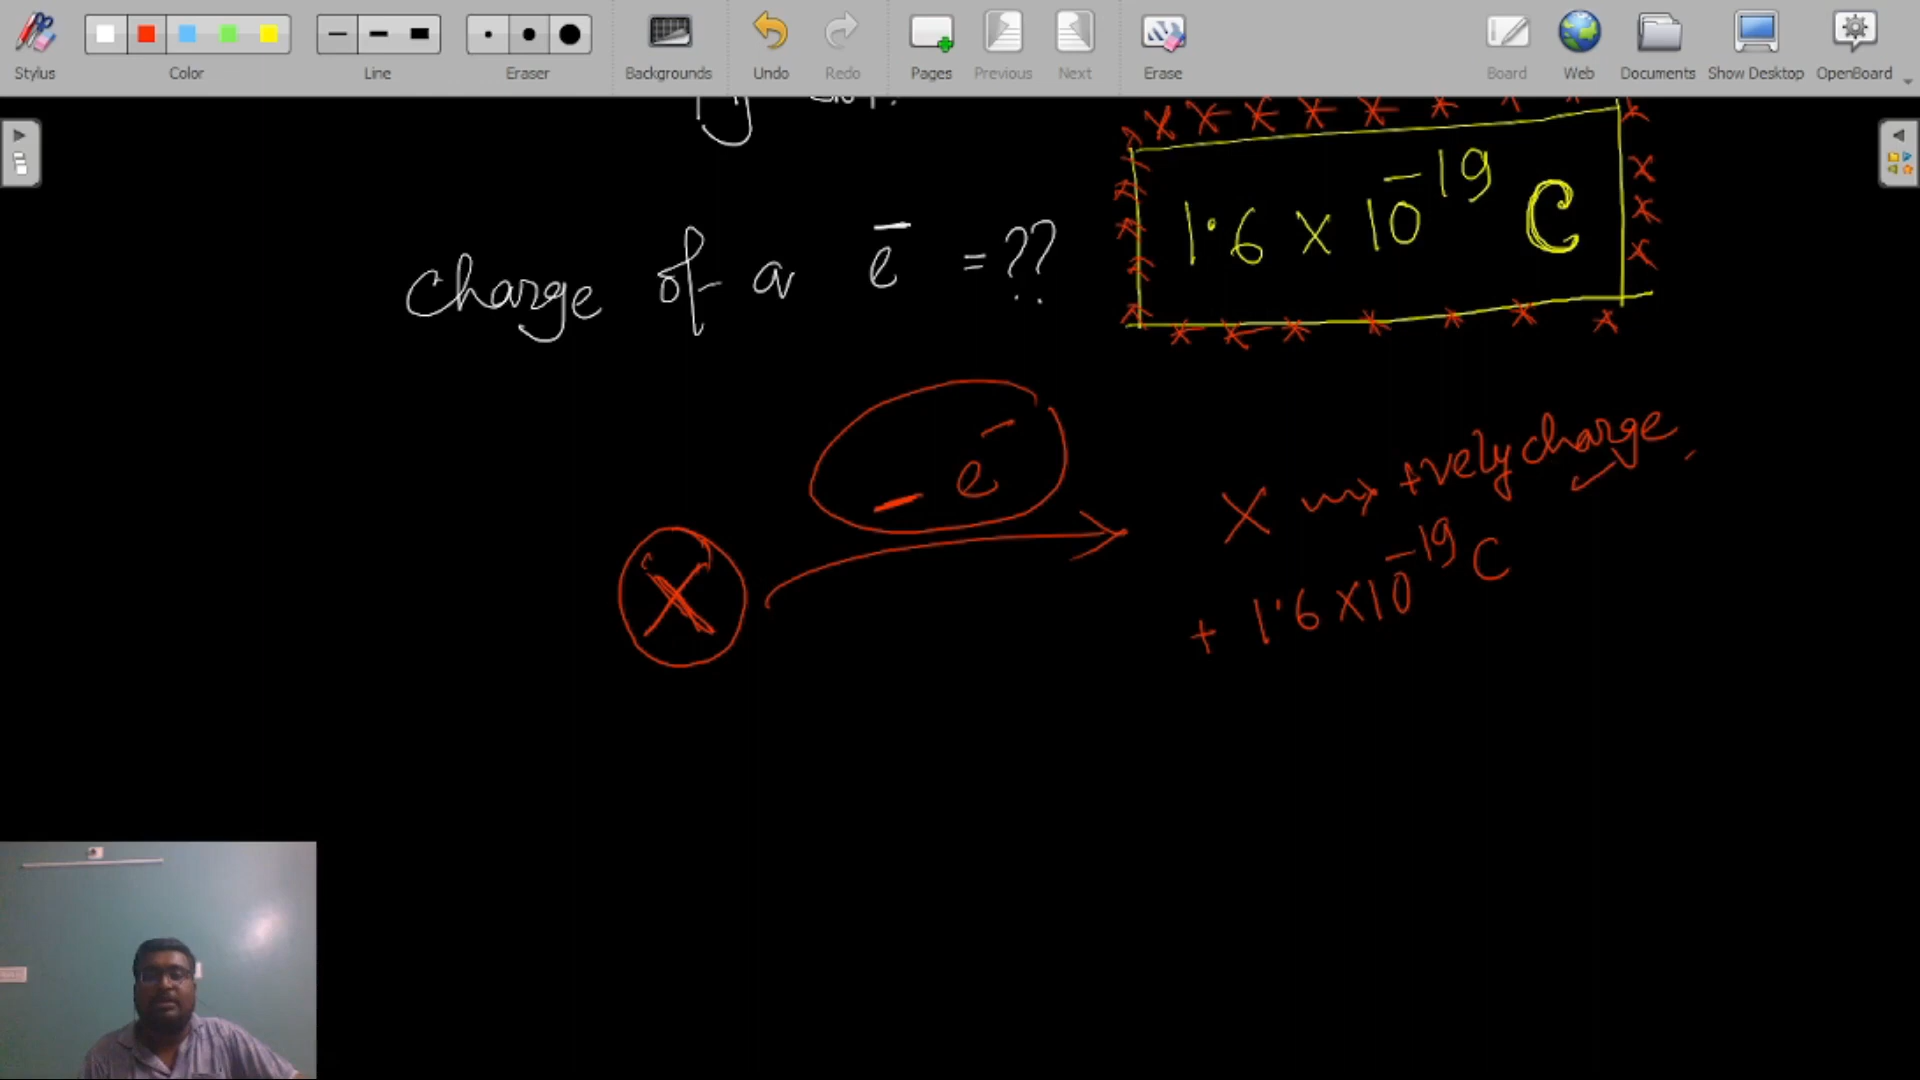 Stylus Color Line Eraser Backgrounds Undo Redo Pages Previous Next Erase Board Web Documents Show Desktop OpenBoard
charge of a e⁻ = ??
1.6 x 10⁻¹⁹ C
- e⁻
X → +vely charge
X
+ 1.6 x 10⁻¹⁹ C